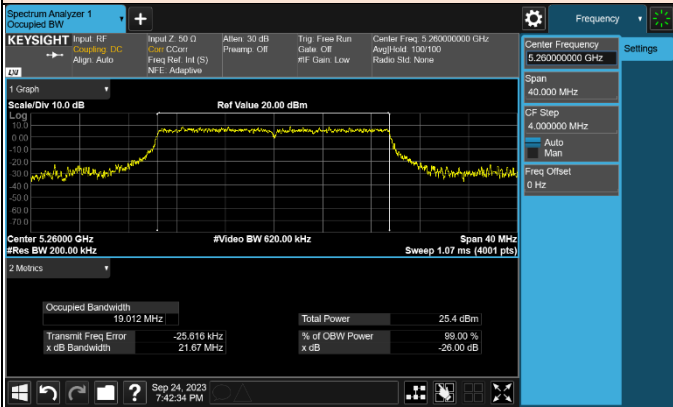 Spectrum Analyzer 1
Occupied BW
+
Frequency
KEYSIGHT
Input: RF
Coupling: DC
Align: Auto
Input Z: 50 Ω
Corr CCorr
Freq Ref: Int (S)
NFE: Adaptive
Atten: 30 dB
Preamp: Off
Trig: Free Run
Gate: Off
#IF Gain: Low
Center Freq: 5.260000000 GHz
Avg|Hold: 100/100
Radio Std: None
LXI
Center Frequency
5.260000000 GHz
Settings
Span
40.000 MHz
CF Step
4.000000 MHz
Auto
Man
Freq Offset
0 Hz
1 Graph
Scale/Div 10.0 dB
Ref Value 20.00 dBm
Log
10.0
0.00
-10.0
-20.0
-30.0
-40.0
-50.0
-60.0
-70.0
Center 5.26000 GHz
#Video BW 620.00 kHz
Span 40 MHz
#Res BW 200.00 kHz
Sweep 1.07 ms (4001 pts)
2 Metrics
Occupied Bandwidth
19.012 MHz
Total Power 25.4 dBm
Transmit Freq Error -25.616 kHz
% of OBW Power 99.00 %
x dB Bandwidth 21.67 MHz
x dB -26.00 dB
?
Sep 24, 2023
7:42:34 PM